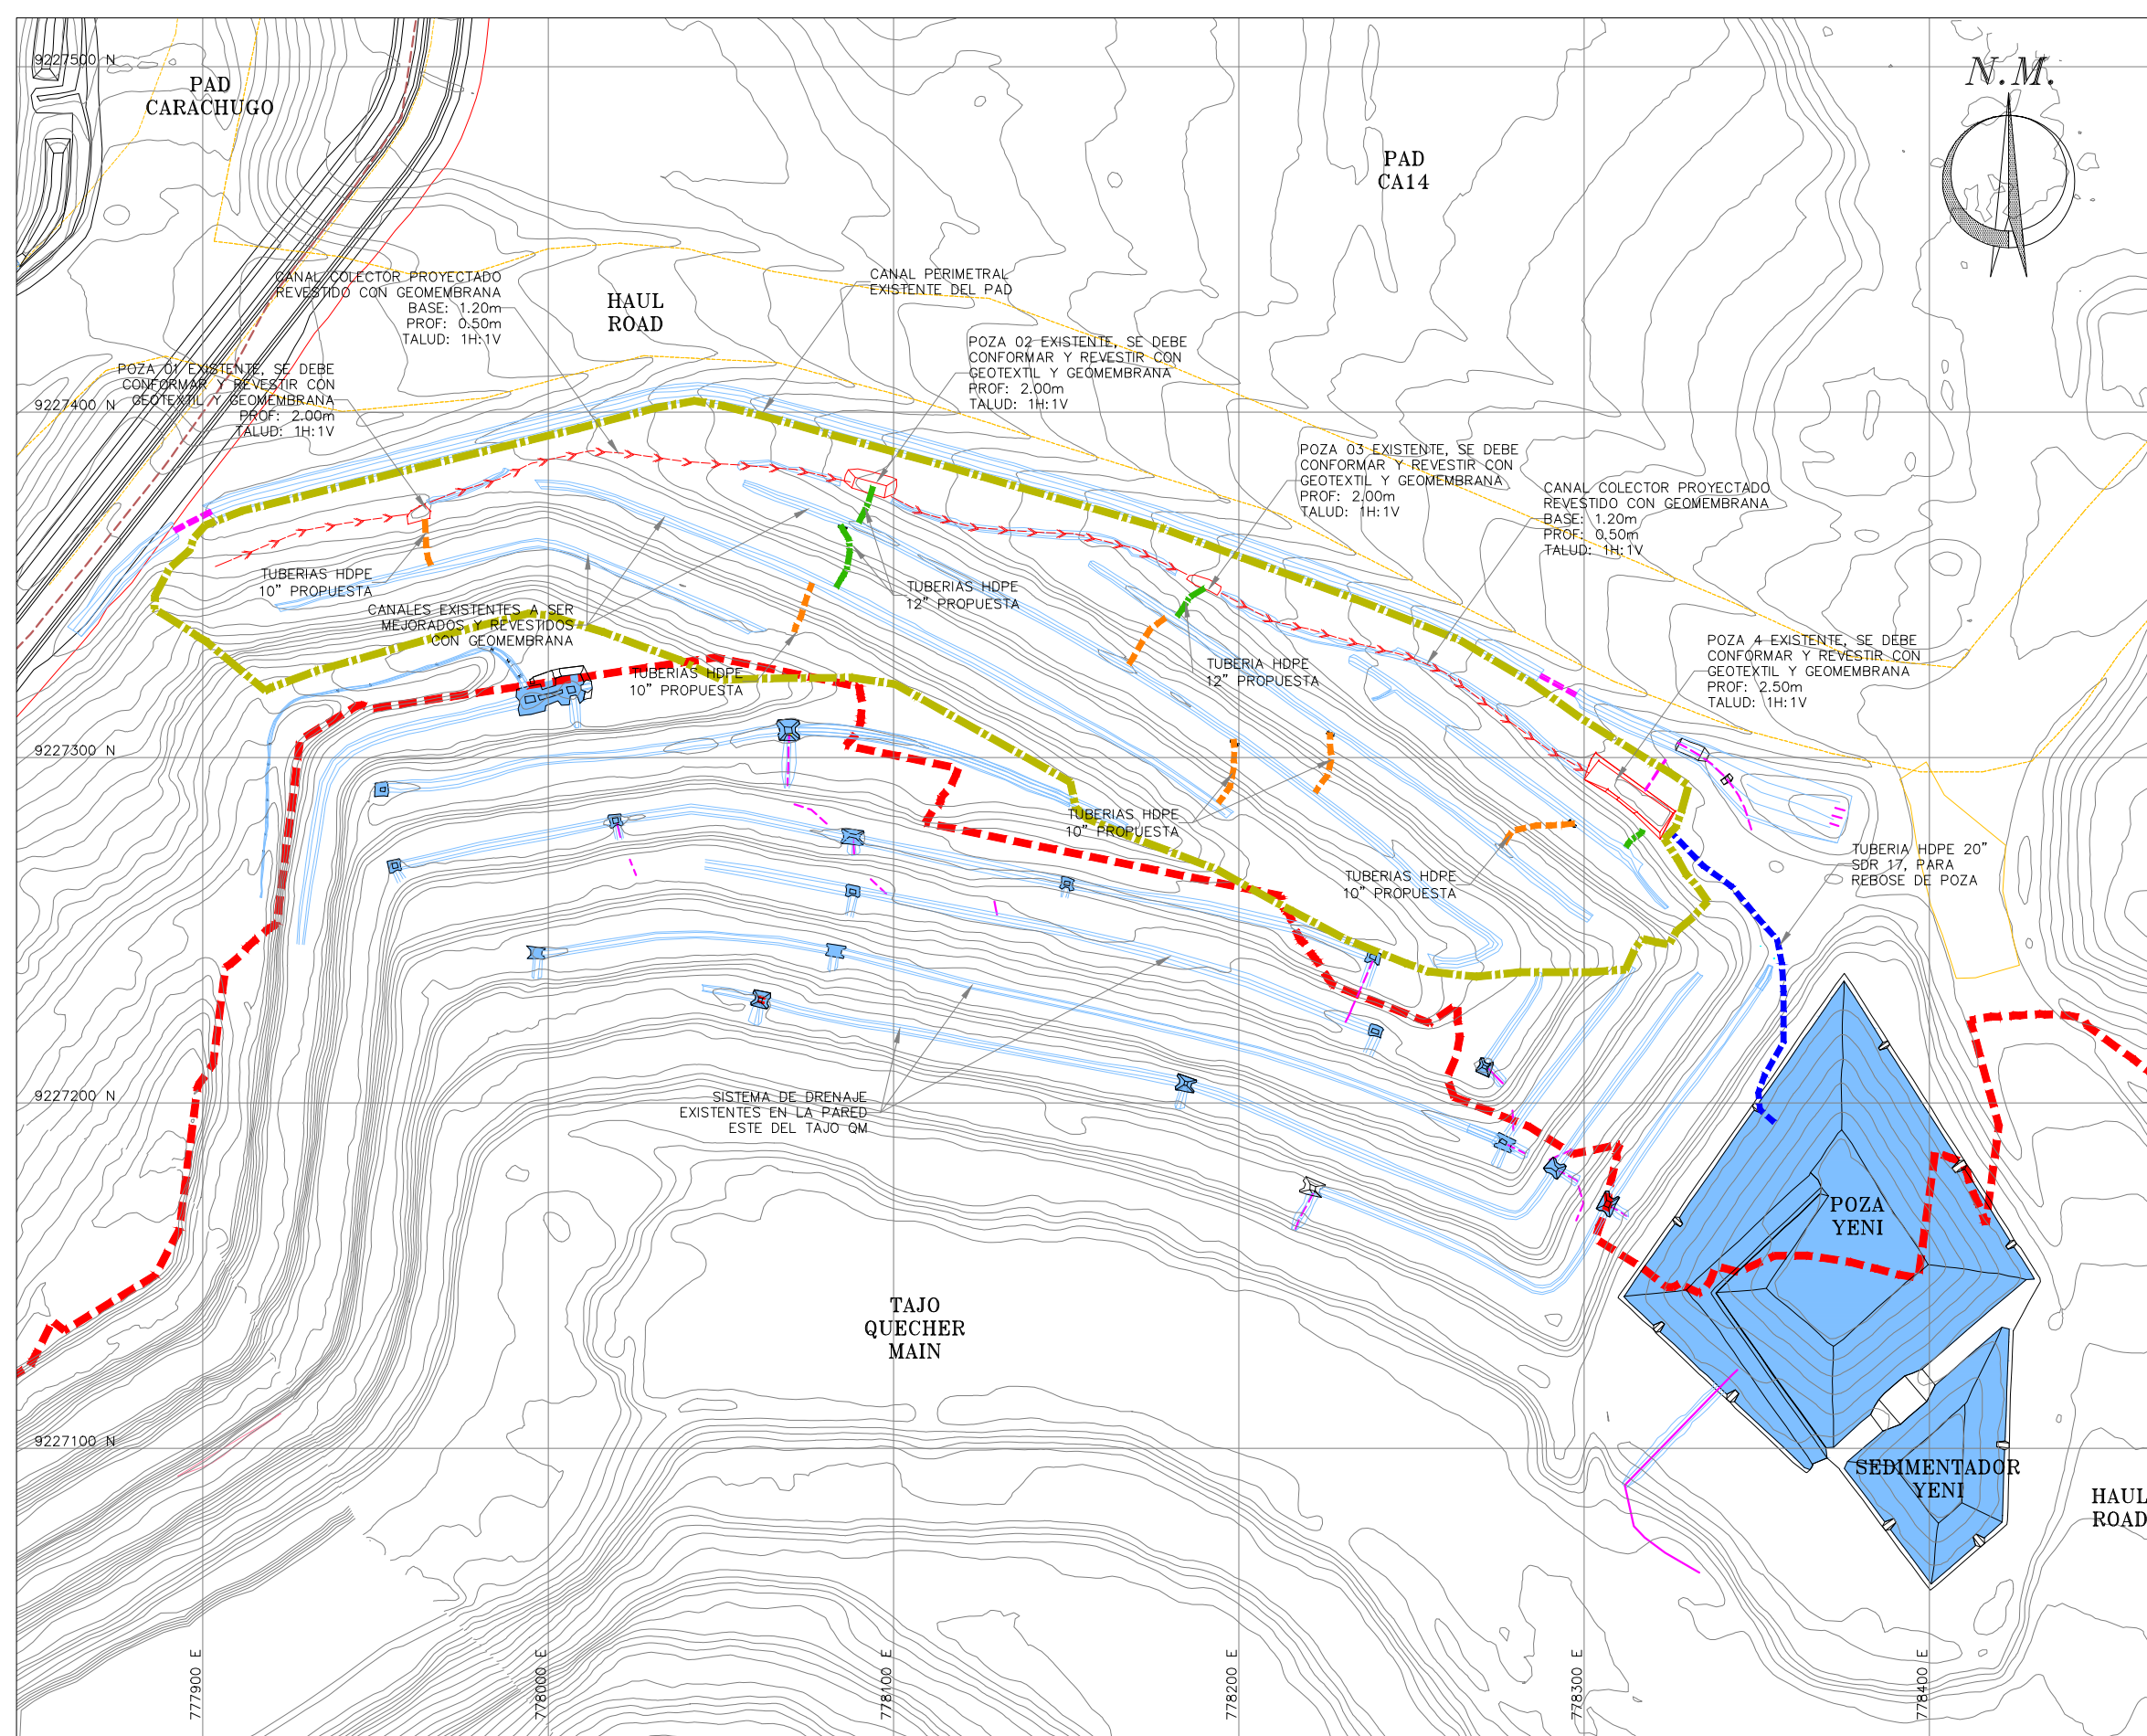 N.M.
9227500 N
PAD
CARACHUGO
PAD
CA14
CANAL COLECTOR PROYECTADO
REVESTIDO CON GEOMEMBRANA
BASE: 1.20m
PROF: 0.50m
TALUD: 1H:1V
HAUL
ROAD
CANAL PERIMETRAL
EXISTENTE DEL PAD
POZA 02 EXISTENTE, SE DEBE
CONFORMAR Y REVESTIR CON
GEOTEXTIL Y GEOMEMBRANA
PROF: 2.00m
TALUD: 1H:1V
POZA 01 EXISTENTE, SE DEBE
CONFORMAR Y REVESTIR CON
GEOTEXTIL Y GEOMEMBRANA
PROF: 2.00m
TALUD: 1H:1V
9227400 N
POZA 03 EXISTENTE, SE DEBE
CONFORMAR Y REVESTIR CON
GEOTEXTIL Y GEOMEMBRANA
PROF: 2.00m
TALUD: 1H:1V
CANAL COLECTOR PROYECTADO
REVESTIDO CON GEOMEMBRANA
BASE: 1.20m
PROF: 0.50m
TALUD: 1H:1V
TUBERIAS HDPE
10" PROPUESTA
TUBERIAS HDPE
12" PROPUESTA
CANALES EXISTENTES A SER
MEJORADOS Y REVESTIDOS
CON GEOMEMBRANA
TUBERIAS HDPE
10" PROPUESTA
TUBERIA HDPE
12" PROPUESTA
POZA 4 EXISTENTE, SE DEBE
CONFORMAR Y REVESTIR CON
GEOTEXTIL Y GEOMEMBRANA
PROF: 2.50m
TALUD: 1H:1V
9227300 N
TUBERIAS HDPE
10" PROPUESTA
TUBERIAS HDPE
10" PROPUESTA
TUBERIA HDPE 20"
SDR 17, PARA
REBOSE DE POZA
9227200 N
SISTEMA DE DRENAJE
EXISTENTES EN LA PARED
ESTE DEL TAJO QM
POZA
YENI
TAJO
QUECHER
MAIN
9227100 N
SEDIMENTADOR
YENI
HAUL
ROAD
777900 E
778000 E
778100 E
778200 E
778300 E
778400 E